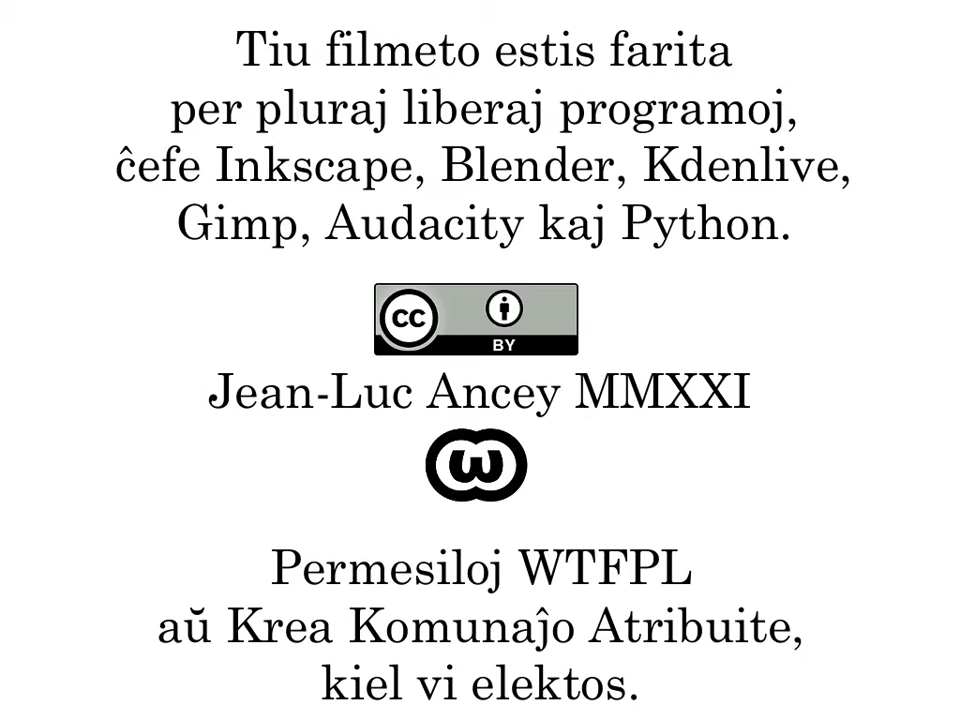 Tiu filmeto estis farita
per pluraj liberaj programoj,
ĉefe Inkscape, Blender, Kdenlive,
Gimp, Audacity kaj Python.
cc
BY
Jean-Luc Ancey MMXXI
ω
Permesiloj WTFPL
aŭ Krea Komunaĵo Atribuite,
kiel vi elektos.